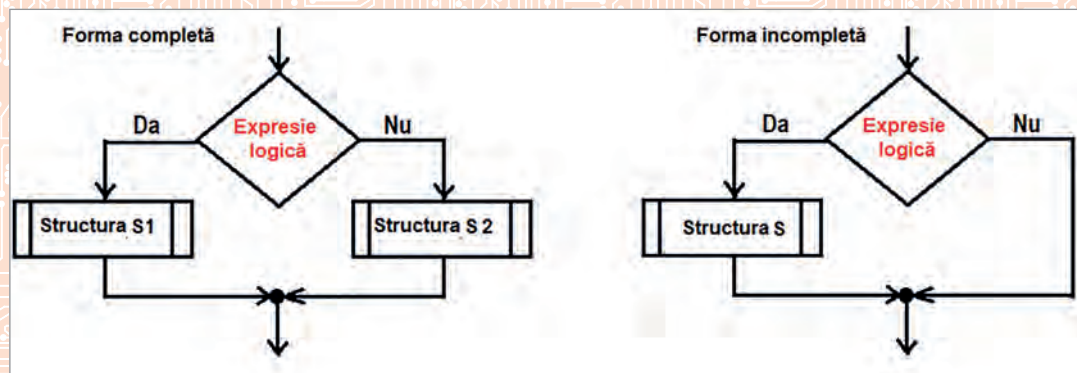 Forma completă
Da
Expresie
logică
Nu
Structura S1
Structura S 2
Forma incompletă
Da
Expresie
logică
Nu
Structura S